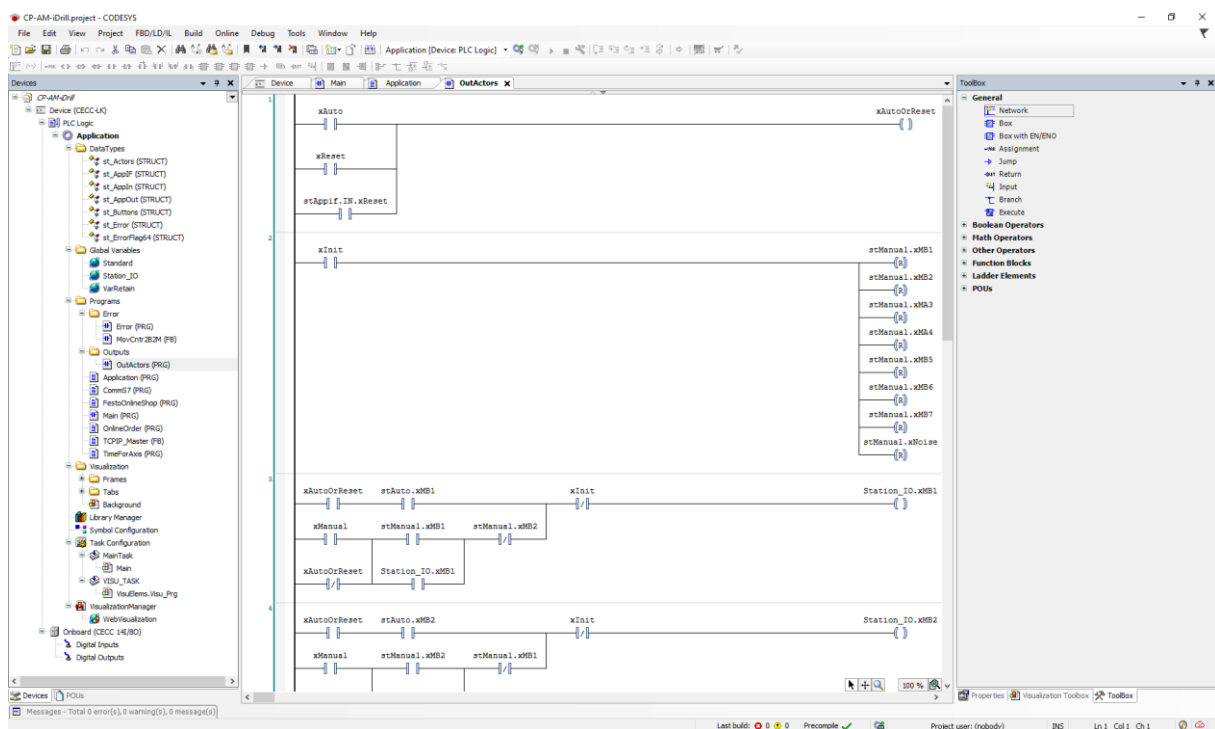 CP-AM-iDrill.project - CODESYS
File Edit View Project FBD/LD/IL Build Online Debug Tools Window Help
Application [Device: PLC Logic]
Devices
CP-AM-iDrill
Device (CECC-LK)
PLC Logic
Application
DataTypes
st_Actors (STRUCT)
st_AppIF (STRUCT)
st_AppIn (STRUCT)
st_AppOut (STRUCT)
st_Buttons (STRUCT)
st_Error (STRUCT)
st_ErrorFlag64 (STRUCT)
Global Variables
Standard
Station_IO
VarRetain
Programs
Error
Error (PRG)
MovCntr2B2M (FB)
Outputs
OutActors (PRG)
Application (PRG)
CommS7 (PRG)
FestoOnlineShop (PRG)
Main (PRG)
OnlineOrder (PRG)
TCPIP_Master (FB)
TimeForAxis (PRG)
Visualization
Frames
Tabs
Background
Library Manager
Symbol Configuration
Task Configuration
MainTask
Main
VISU_TASK
VisuElems.Visu_Prg
VisualizationManager
WebVisualization
Onboard (CECC 14I/8O)
Digital Inputs
Digital Outputs
Devices POUs
Device Main Application OutActors X
1
xAuto xAutoOrReset
xReset
stAppif.IN.xReset
2
xInit stManual.xMB1
R
stManual.xMB2
R
stManual.xMA3
R
stManual.xMA4
R
stManual.xMB5
R
stManual.xMB6
R
stManual.xMB7
R
stManual.xNoise
R
3
xAutoOrReset stAuto.xMB1 xInit Station_IO.xMB1
xManual stManual.xMB1 stManual.xMB2
xAutoOrReset Station_IO.xMB1
4
xAutoOrReset stAuto.xMB2 xInit Station_IO.xMB2
xManual stManual.xMB2 stManual.xMB1
100 %
ToolBox
General
Network
Box
Box with EN/ENO
Assignment
Jump
Return
Input
Branch
Execute
Boolean Operators
Math Operators
Other Operators
Function Blocks
Ladder Elements
POUs
Properties Visualization Toolbox ToolBox
Messages - Total 0 error(s), 0 warning(s), 0 message(s)
Last build: 0 0 Precompile Project user: (nobody) INS Ln 1 Col 1 Ch 1